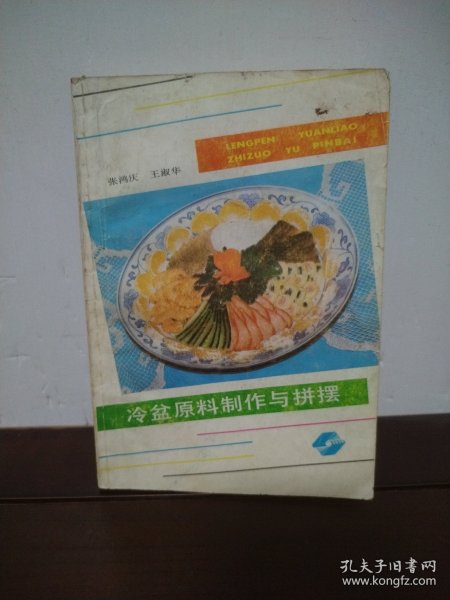 LENGPEN YUANLIAO
ZHIZUO YU PINBAI
张鸿庆 王淑华
冷盆原料制作与拼摆
孔夫子旧书网
www.kongfz.com